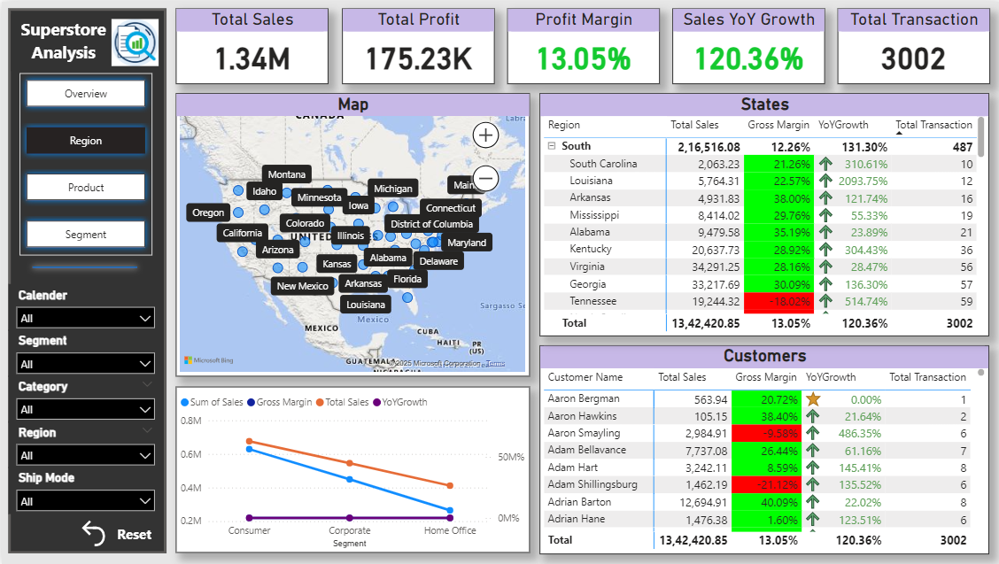 Superstore
Analysis
Overview
Region
Product
Segment
Calender
All
Segment
All
Category
All
Region
All
Ship Mode
All
Reset
Total Sales
1.34M
Total Profit
175.23K
Profit Margin
13.05%
Sales YoY Growth
120.36%
Total Transaction
3002
Map
CANADA
Labra
Montana
Idaho
Minnesota
Michigan
Main
Iowa
Oregon
Connecticut
Colorado
District of Columbia
California
UNITED
ES
Illinois
Maryland
Arizona
Kansas
Alabama
Delaware
New Mexico
Arkansas
Florida
Louisiana
Sargasso Se
Mexico
MEXICO
CUBA
HAITI
PR
(US)
GUATEMAL
Microsoft Bing
©2025 Microsoft Corporation
Terms
NICARAGUA
Sum of Sales Gross Margin Total Sales YoYGrowth
0.8M
0.6M
50M%
0.4M
0.2M
0M%
Consumer Corporate Home Office
Segment
States
Region Total Sales Gross Margin YoYGrowth Total Transaction
South 2,16,516.08 12.26% 131.30% 487
South Carolina 2,063.23 21.26% 310.61% 10
Louisiana 5,764.31 22.57% 2093.75% 12
Arkansas 4,931.83 38.00% 121.74% 16
Mississippi 8,414.02 29.76% 55.33% 19
Alabama 9,479.58 35.19% 23.89% 21
Kentucky 20,637.73 28.92% 304.43% 36
Virginia 34,291.25 28.16% 28.47% 56
Georgia 33,217.69 30.09% 136.30% 57
Tennessee 19,244.32 -18.02% 514.74% 59
Total 13,42,420.85 13.05% 120.36% 3002
Customers
Customer Name Total Sales Gross Margin YoYGrowth Total Transaction
Aaron Bergman 563.94 20.72% 0.00% 1
Aaron Hawkins 105.15 38.40% 21.64% 2
Aaron Smayling 2,984.91 -9.58% 486.35% 6
Adam Bellavance 7,737.08 26.44% 61.16% 7
Adam Hart 3,242.11 8.59% 145.41% 8
Adam Shillingsburg 1,462.19 -21.12% 135.52% 6
Adrian Barton 12,694.91 40.09% 22.02% 8
Adrian Hane 1,476.38 1.60% 123.51% 6
Total 13,42,420.85 13.05% 120.36% 3002